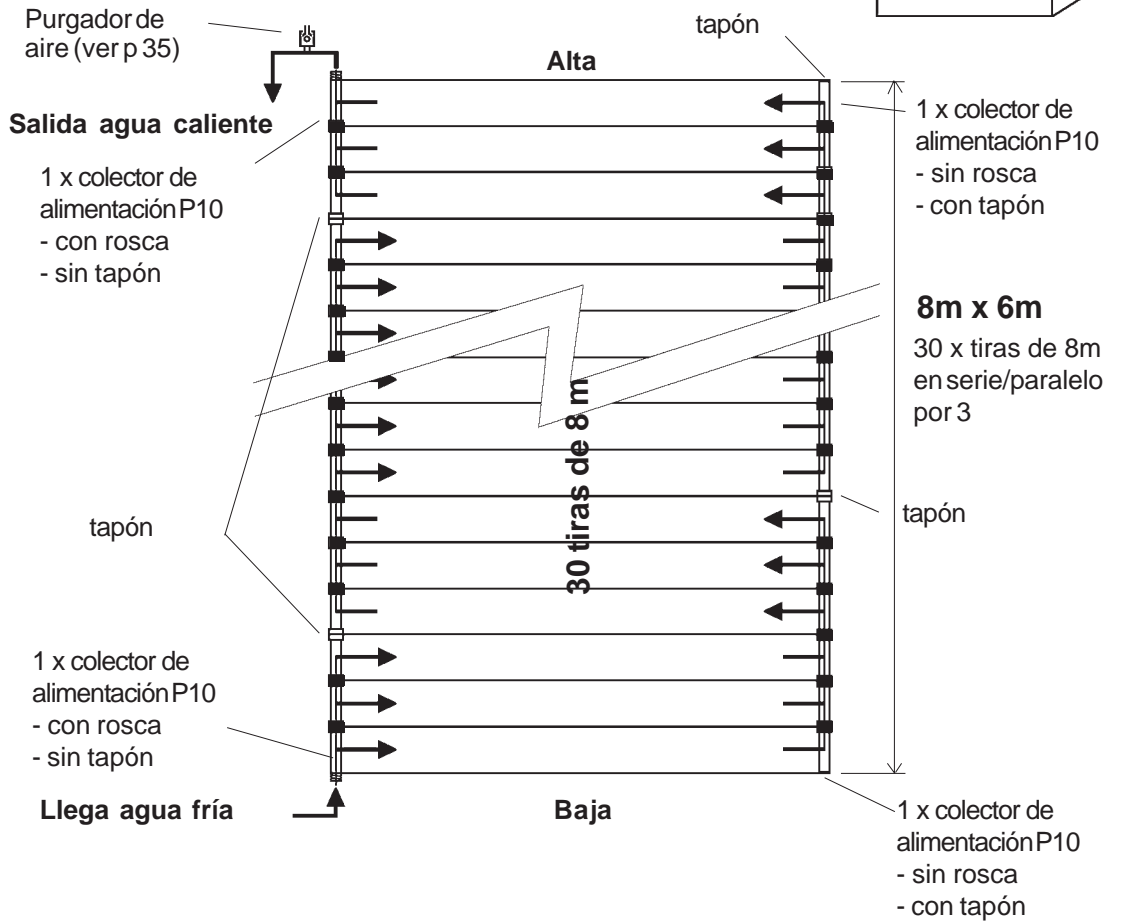 Purgador de
aire (ver p 35)
tapón
Alta
Salida agua caliente
1 x colector de
alimentación P10
- con rosca
- sin tapón
1 x colector de
alimentación P10
- sin rosca
- con tapón
8m x 6m
30 x tiras de 8m
en serie/paralelo
por 3
30 tiras de 8 m
tapón
tapón
1 x colector de
alimentación P10
- con rosca
- sin tapón
Llega agua fría
Baja
1 x colector de
alimentación P10
- sin rosca
- con tapón